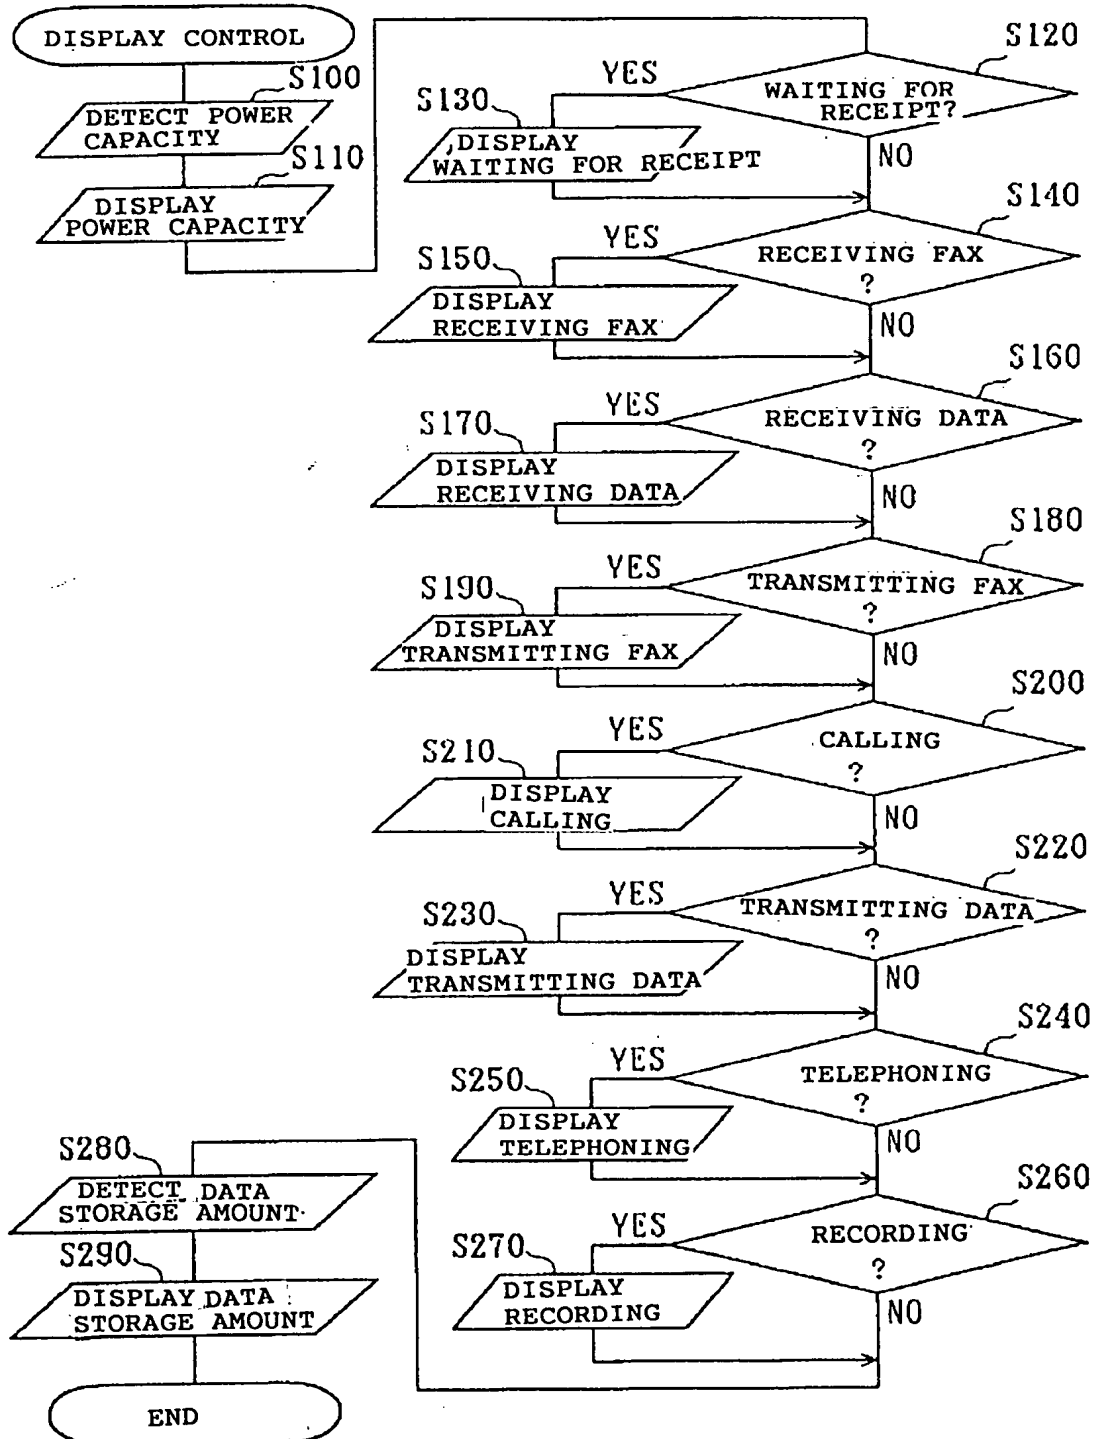 DISPLAY CONTROL
S100
DETECT POWER
CAPACITY
S110
DISPLAY
POWER CAPACITY
S120
WAITING FOR
RECEIPT?
YES
NO
S130
DISPLAY
WAITING FOR RECEIPT
S140
RECEIVING FAX
?
YES
NO
S150
DISPLAY
RECEIVING FAX
S160
RECEIVING DATA
?
YES
NO
S170
DISPLAY
RECEIVING DATA
S180
TRANSMITTING FAX
?
YES
NO
S190
DISPLAY
TRANSMITTING FAX
S200
CALLING
?
YES
NO
S210
DISPLAY
CALLING
S220
TRANSMITTING DATA
?
YES
NO
S230
DISPLAY
TRANSMITTING DATA
S240
TELEPHONING
?
YES
NO
S250
DISPLAY
TELEPHONING
S260
RECORDING
?
YES
NO
S270
DISPLAY
RECORDING
S280
DETECT DATA
STORAGE AMOUNT
S290
DISPLAY DATA
STORAGE AMOUNT
END